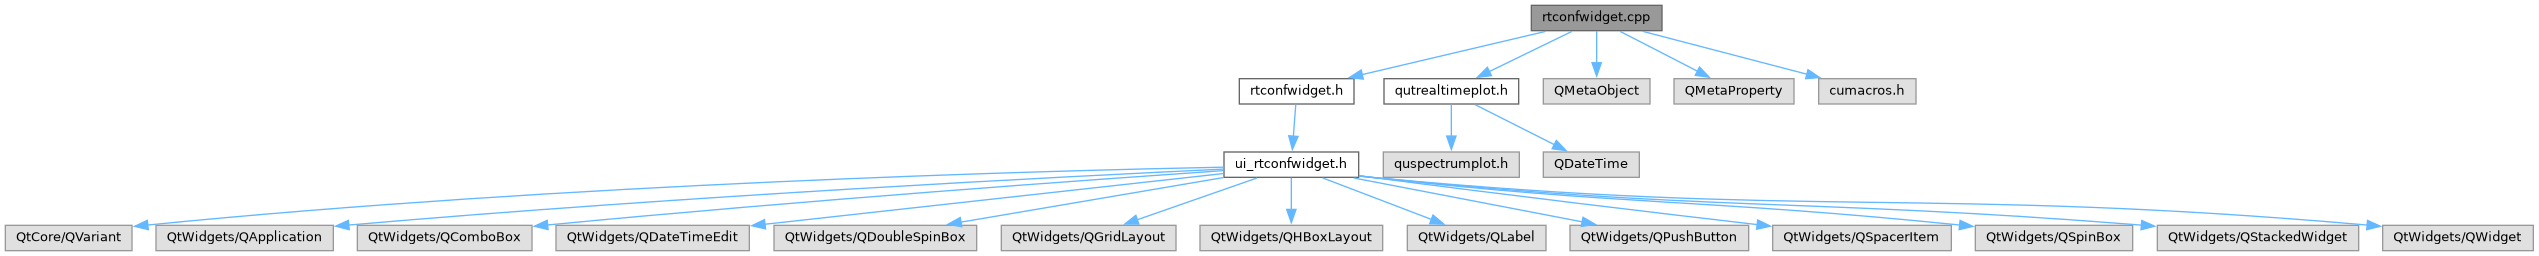 rtconfwidget.cpp
rtconfwidget.h
qutrealtimeplot.h
QMetaObject
QMetaProperty
cumacros.h
ui_rtconfwidget.h
quspectrumplot.h
QDateTime
QtCore/QVariant
QtWidgets/QApplication
QtWidgets/QComboBox
QtWidgets/QDateTimeEdit
QtWidgets/QDoubleSpinBox
QtWidgets/QGridLayout
QtWidgets/QHBoxLayout
QtWidgets/QLabel
QtWidgets/QPushButton
QtWidgets/QSpacerItem
QtWidgets/QSpinBox
QtWidgets/QStackedWidget
QtWidgets/QWidget